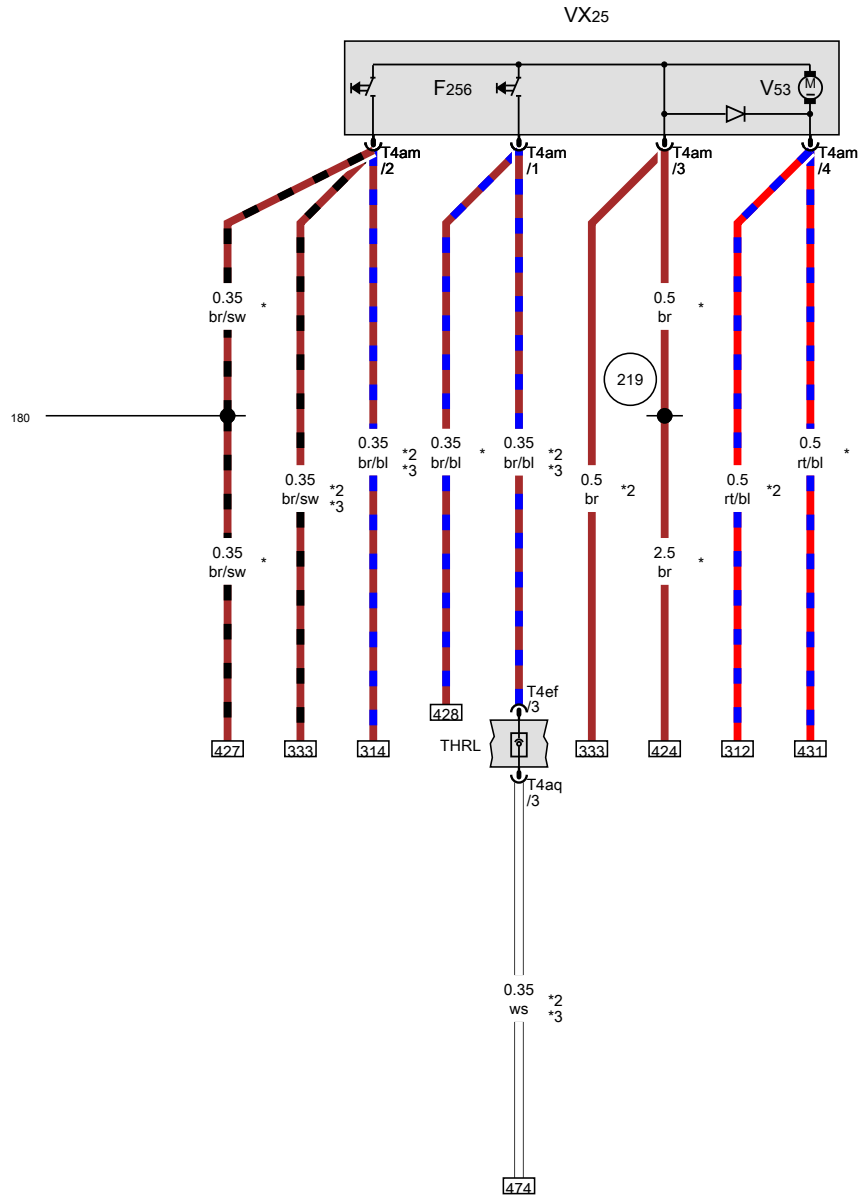 VX25
F256
V53
M
T4am
/2
T4am
/1
T4am
/3
T4am
/4
0.35
br/sw
*
0.5
br
*
219
180
0.35
br/sw
*2
*3
0.35
br/bl
*2
*3
0.35
br/bl
*
0.35
br/bl
*2
*3
0.5
br
*2
0.5
rt/bl
*2
0.5
rt/bl
*
0.35
br/sw
*
2.5
br
*
T4ef
/3
428
THRL
427
333
314
333
424
312
431
T4aq
/3
0.35
ws
*2
*3
474